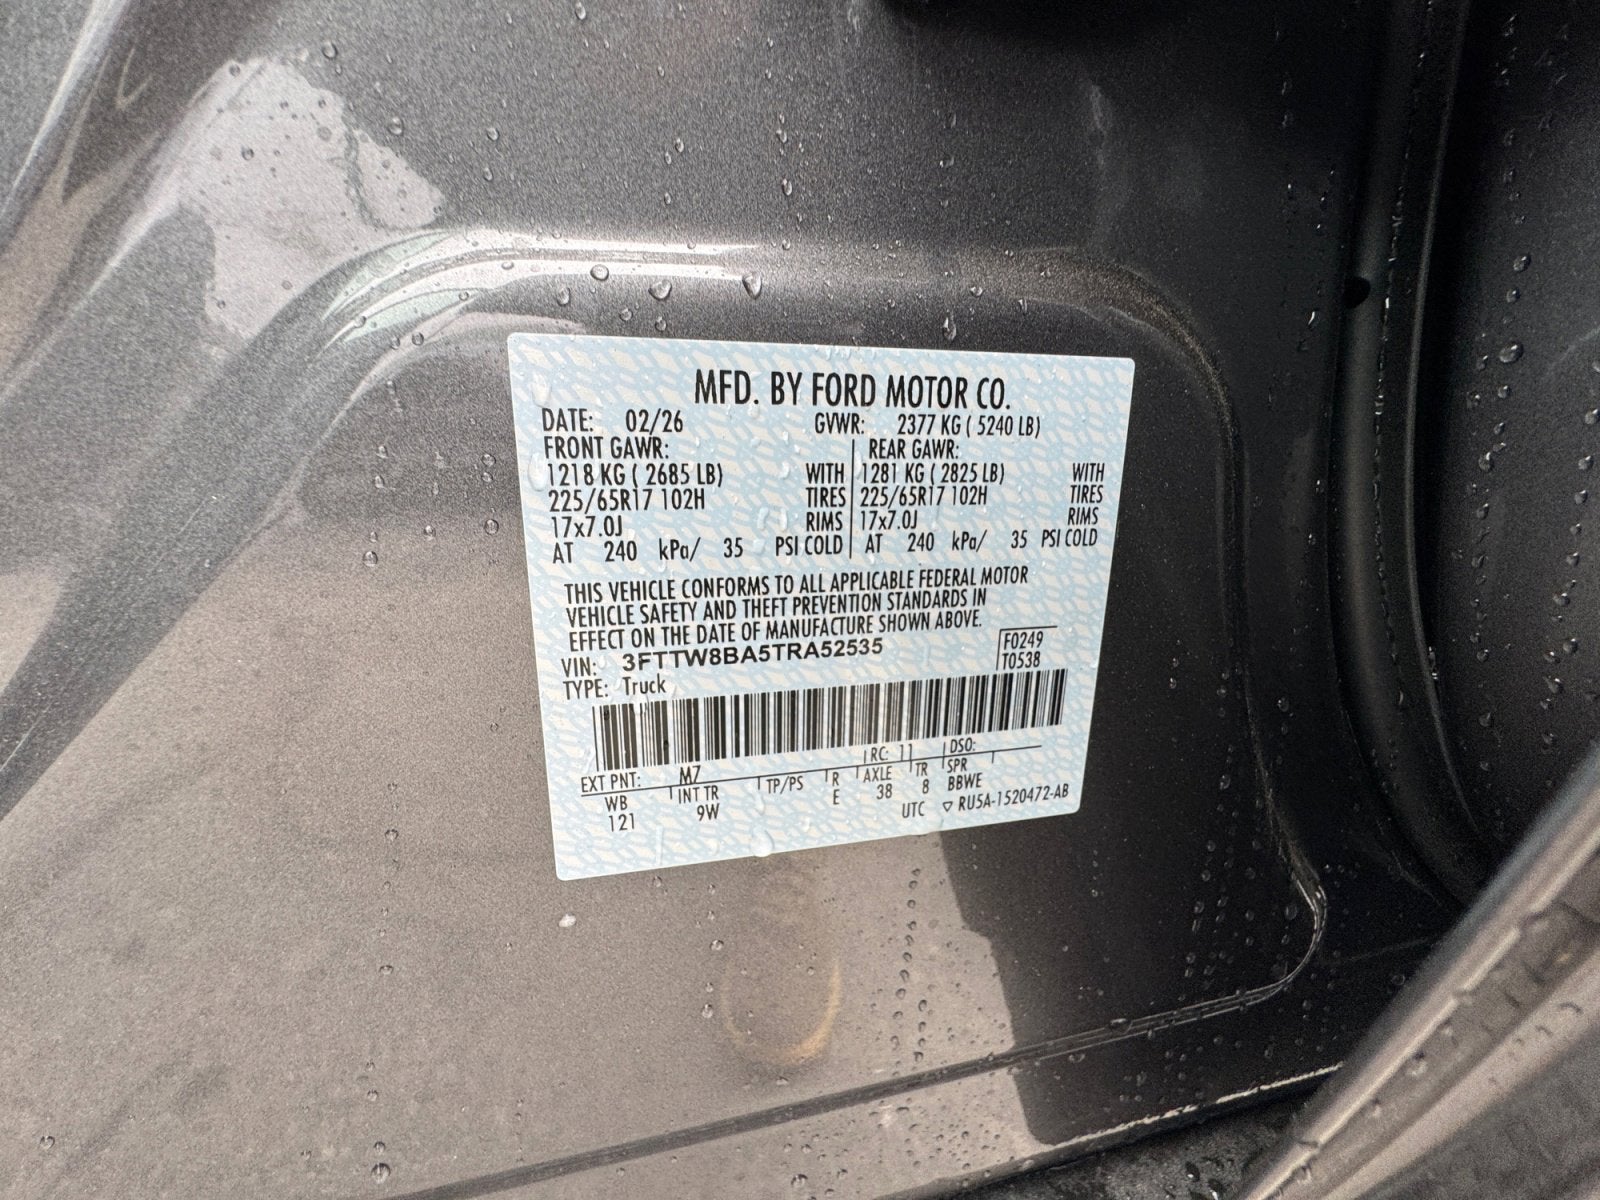 MFD. BY FORD MOTOR CO.
DATE: 02/26 GVWR: 2377 KG ( 5240 LB)
FRONT GAWR: REAR GAWR:
1218 KG ( 2685 LB) WITH 1281 KG ( 2825 LB) WITH
225/65R17 102H TIRES 225/65R17 102H TIRES
17x7.0J RIMS 17x7.0J RIMS
AT 240 kPa/ 35 PSI COLD AT 240 kPa/ 35 PSI COLD
THIS VEHICLE CONFORMS TO ALL APPLICABLE FEDERAL MOTOR
VEHICLE SAFETY AND THEFT PREVENTION STANDARDS IN
EFFECT ON THE DATE OF MANUFACTURE SHOWN ABOVE.
VIN: 3FTTW8BA5TRA52535 F0249
TYPE: Truck T0538
EXT PNT: M7 RC: 11 DSO:
WB INT TR TP/PS R AXLE TR SPR
121 9W E 38 8 BBWE
UTC ▽ RU5A-1520472-AB